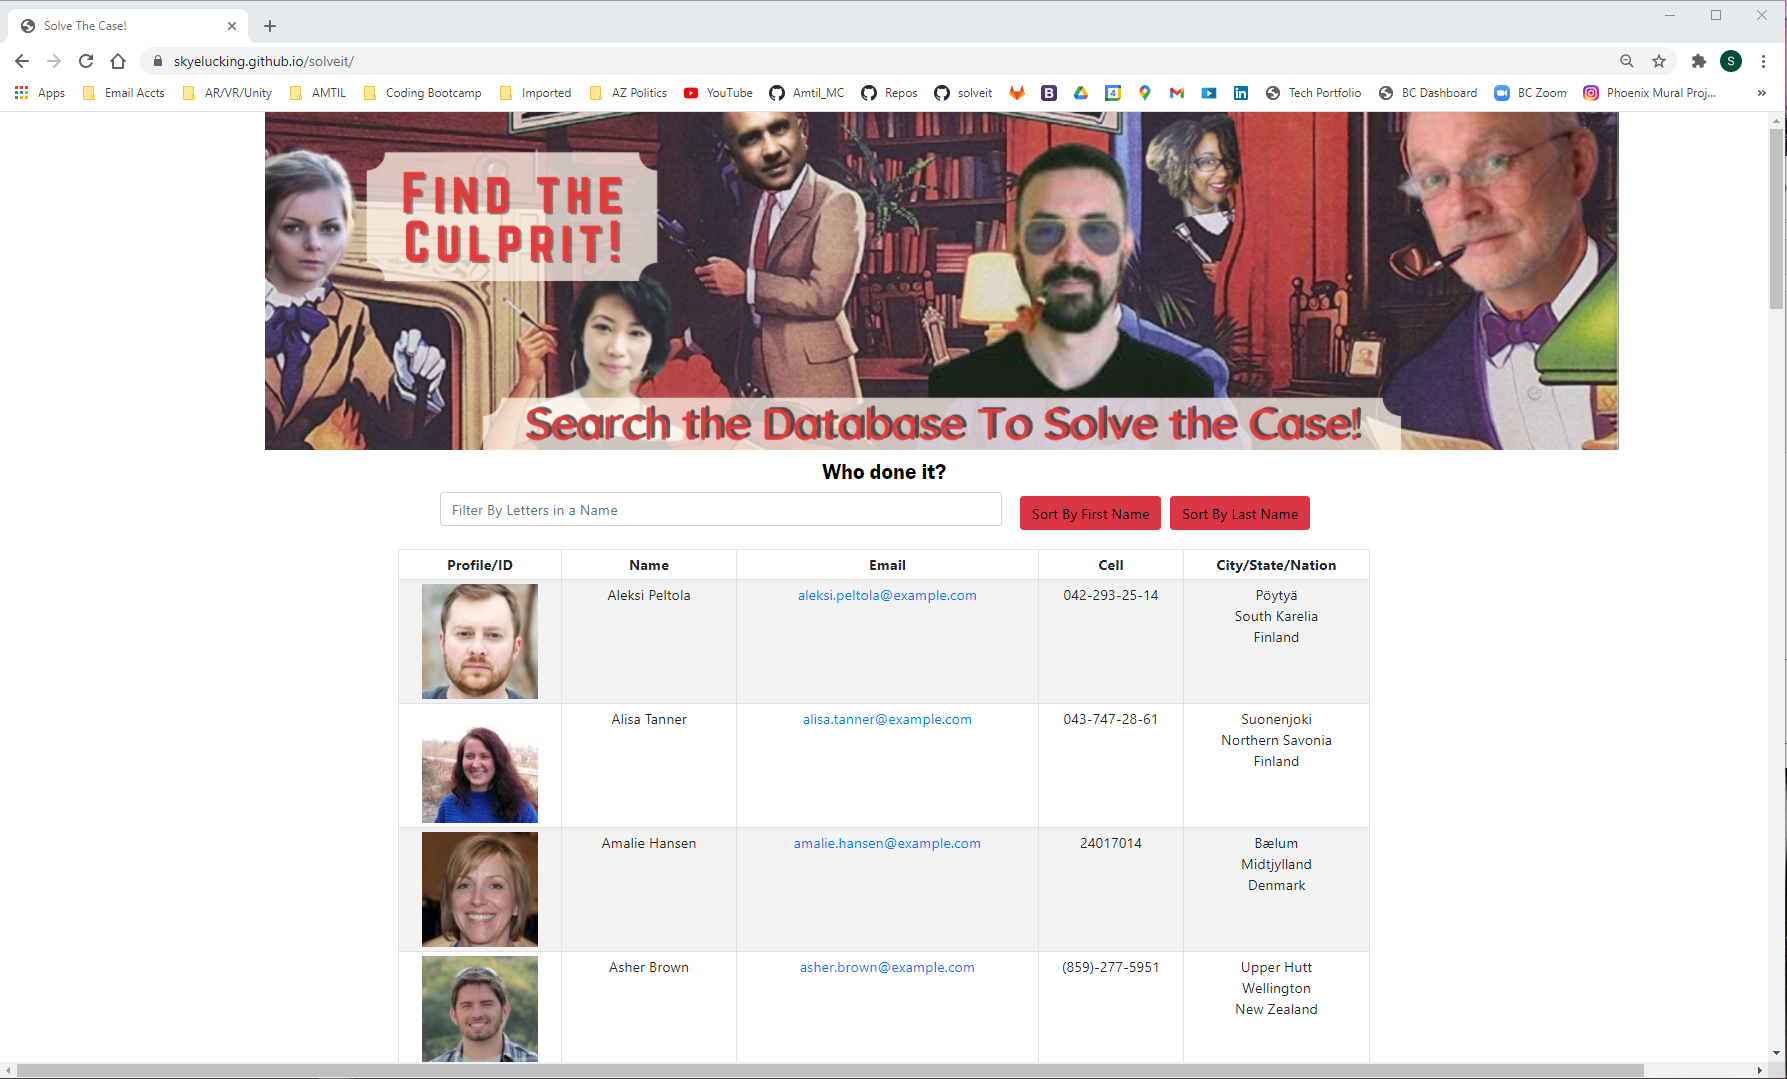 Solve The Case!
skyelucking.github.io/solveit/
S
Apps
Email Accts
AR/VR/Unity
AMTIL
Coding Bootcamp
Imported
AZ Politics
YouTube
Amtil_MC
Repos
solveit
B
4
in
Tech Portfolio
BC Dashboard
BC Zoom
Phoenix Mural Proj...
»
FIND THE
CULPRIT!
Search the Database To Solve the Case!
Who done it?
Filter By Letters in a Name
Sort By First Name
Sort By Last Name
Profile/ID
Name
Email
Cell
City/State/Nation
Aleksi Peltola
aleksi.peltola@example.com
042-293-25-14
Pöytyä
South Karelia
Finland
Alisa Tanner
alisa.tanner@example.com
043-747-28-61
Suonenjoki
Northern Savonia
Finland
Amalie Hansen
amalie.hansen@example.com
24017014
Bælum
Midtjylland
Denmark
Asher Brown
asher.brown@example.com
(859)-277-5951
Upper Hutt
Wellington
New Zealand